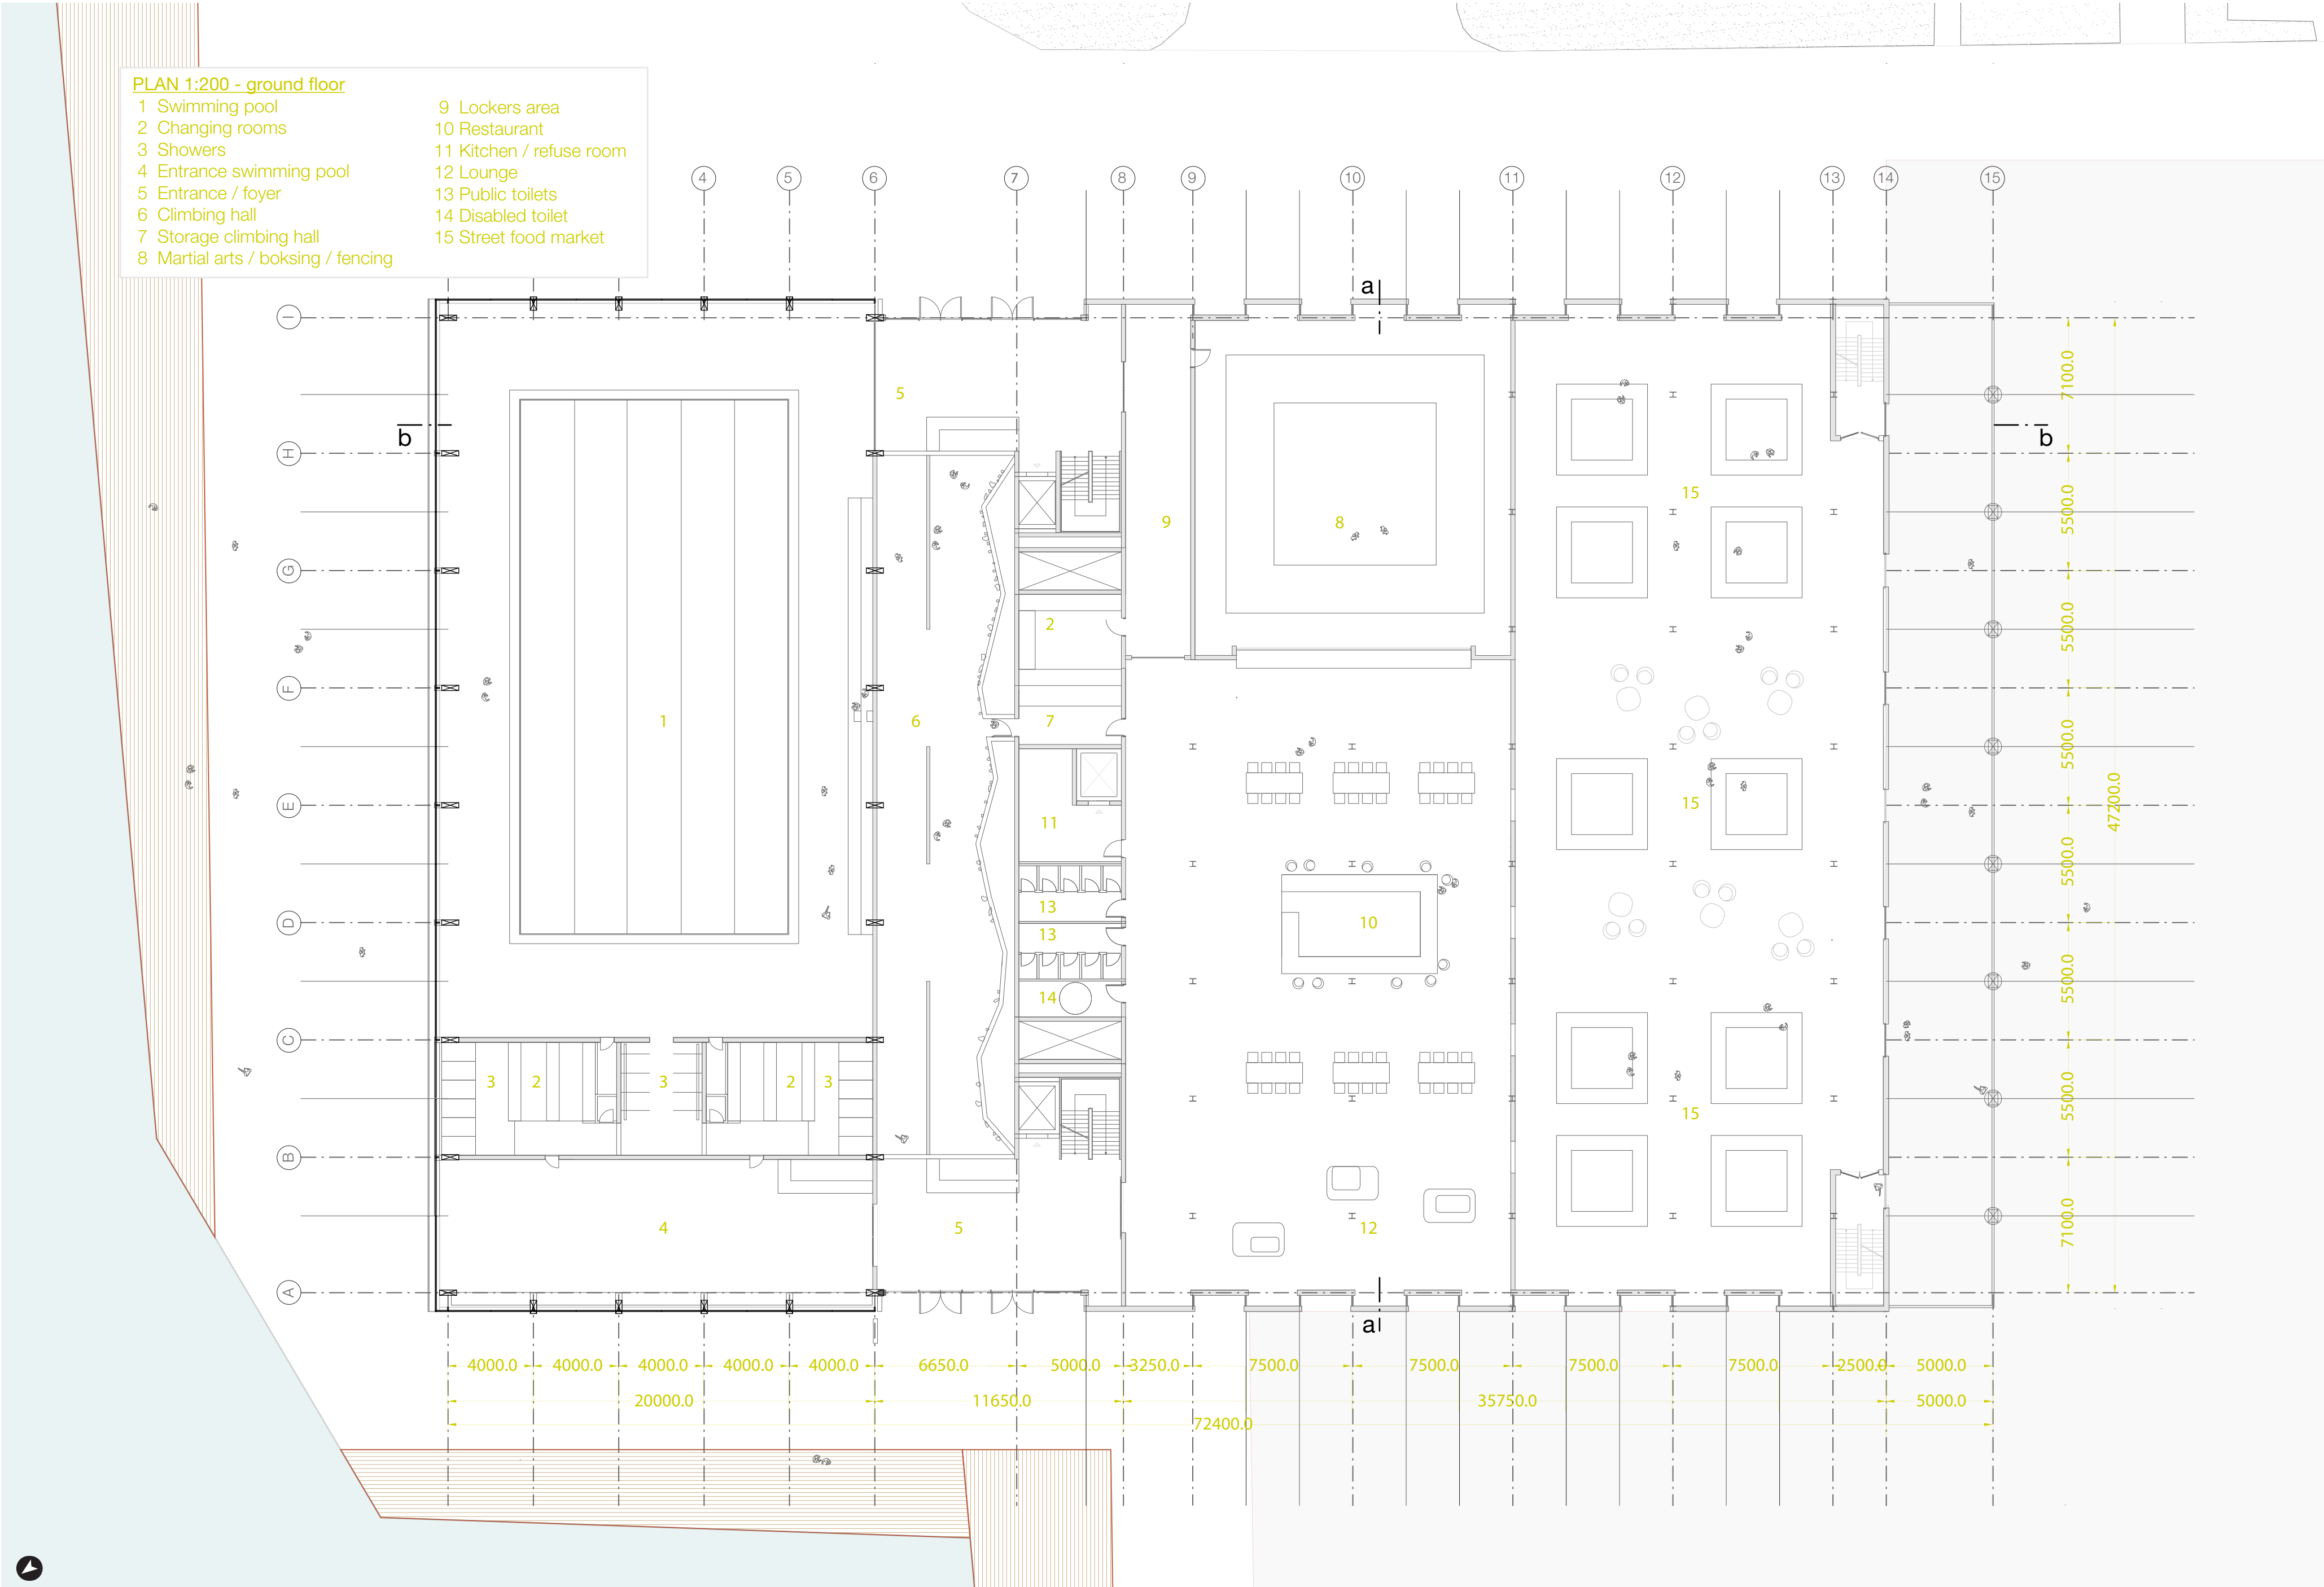 PLAN 1:200 - ground floor
1 Swimming pool
2 Changing rooms
3 Showers
4 Entrance swimming pool
5 Entrance / foyer
6 Climbing hall
7 Storage climbing hall
8 Martial arts / boksing / fencing
9 Lockers area
10 Restaurant
11 Kitchen / refuse room
12 Lounge
13 Public toilets
14 Disabled toilet
15 Street food market
4 5 6 7 8 9 10 11 12 13 14 15
a
I
7100.0
5
b
b
H
15
5500.0
9
8
G
2
5500.0
F
1
6
7
5500.0
E
15
47200.0
11
5500.0
13
D
10
13
5500.0
14
C
3 2 3 2 3
5500.0
15
B
7100.0
4
5
12
A
a
4000.0 4000.0 4000.0 4000.0 4000.0 6650.0 5000.0 3250.0 7500.0 7500.0 7500.0 7500.0 2500.0 5000.0
20000.0 11650.0 35750.0 5000.0
72400.0